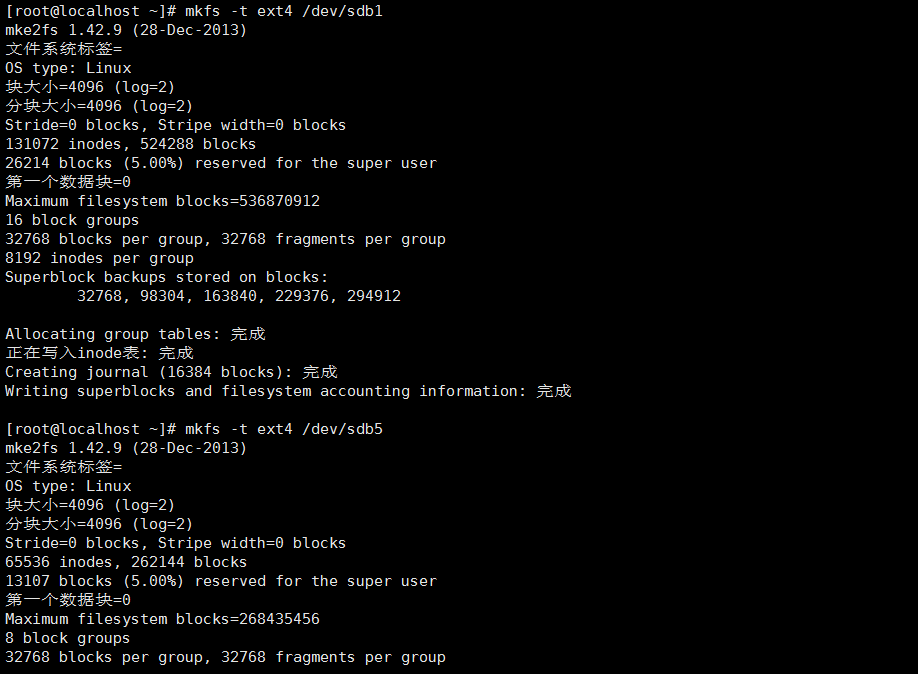 [root@localhost ~]# mkfs -t ext4 /dev/sdb1
mke2fs 1.42.9 (28-Dec-2013)
文件系统标签=
OS type: Linux
块大小=4096 (log=2)
分块大小=4096 (log=2)
Stride=0 blocks, Stripe width=0 blocks
131072 inodes, 524288 blocks
26214 blocks (5.00%) reserved for the super user
第一个数据块=0
Maximum filesystem blocks=536870912
16 block groups
32768 blocks per group, 32768 fragments per group
8192 inodes per group
Superblock backups stored on blocks:
32768, 98304, 163840, 229376, 294912
Allocating group tables: 完成
正在写入inode表: 完成
Creating journal (16384 blocks): 完成
Writing superblocks and filesystem accounting information: 完成
[root@localhost ~]# mkfs -t ext4 /dev/sdb5
mke2fs 1.42.9 (28-Dec-2013)
文件系统标签=
OS type: Linux
块大小=4096 (log=2)
分块大小=4096 (log=2)
Stride=0 blocks, Stripe width=0 blocks
65536 inodes, 262144 blocks
13107 blocks (5.00%) reserved for the super user
第一个数据块=0
Maximum filesystem blocks=268435456
8 block groups
32768 blocks per group, 32768 fragments per group